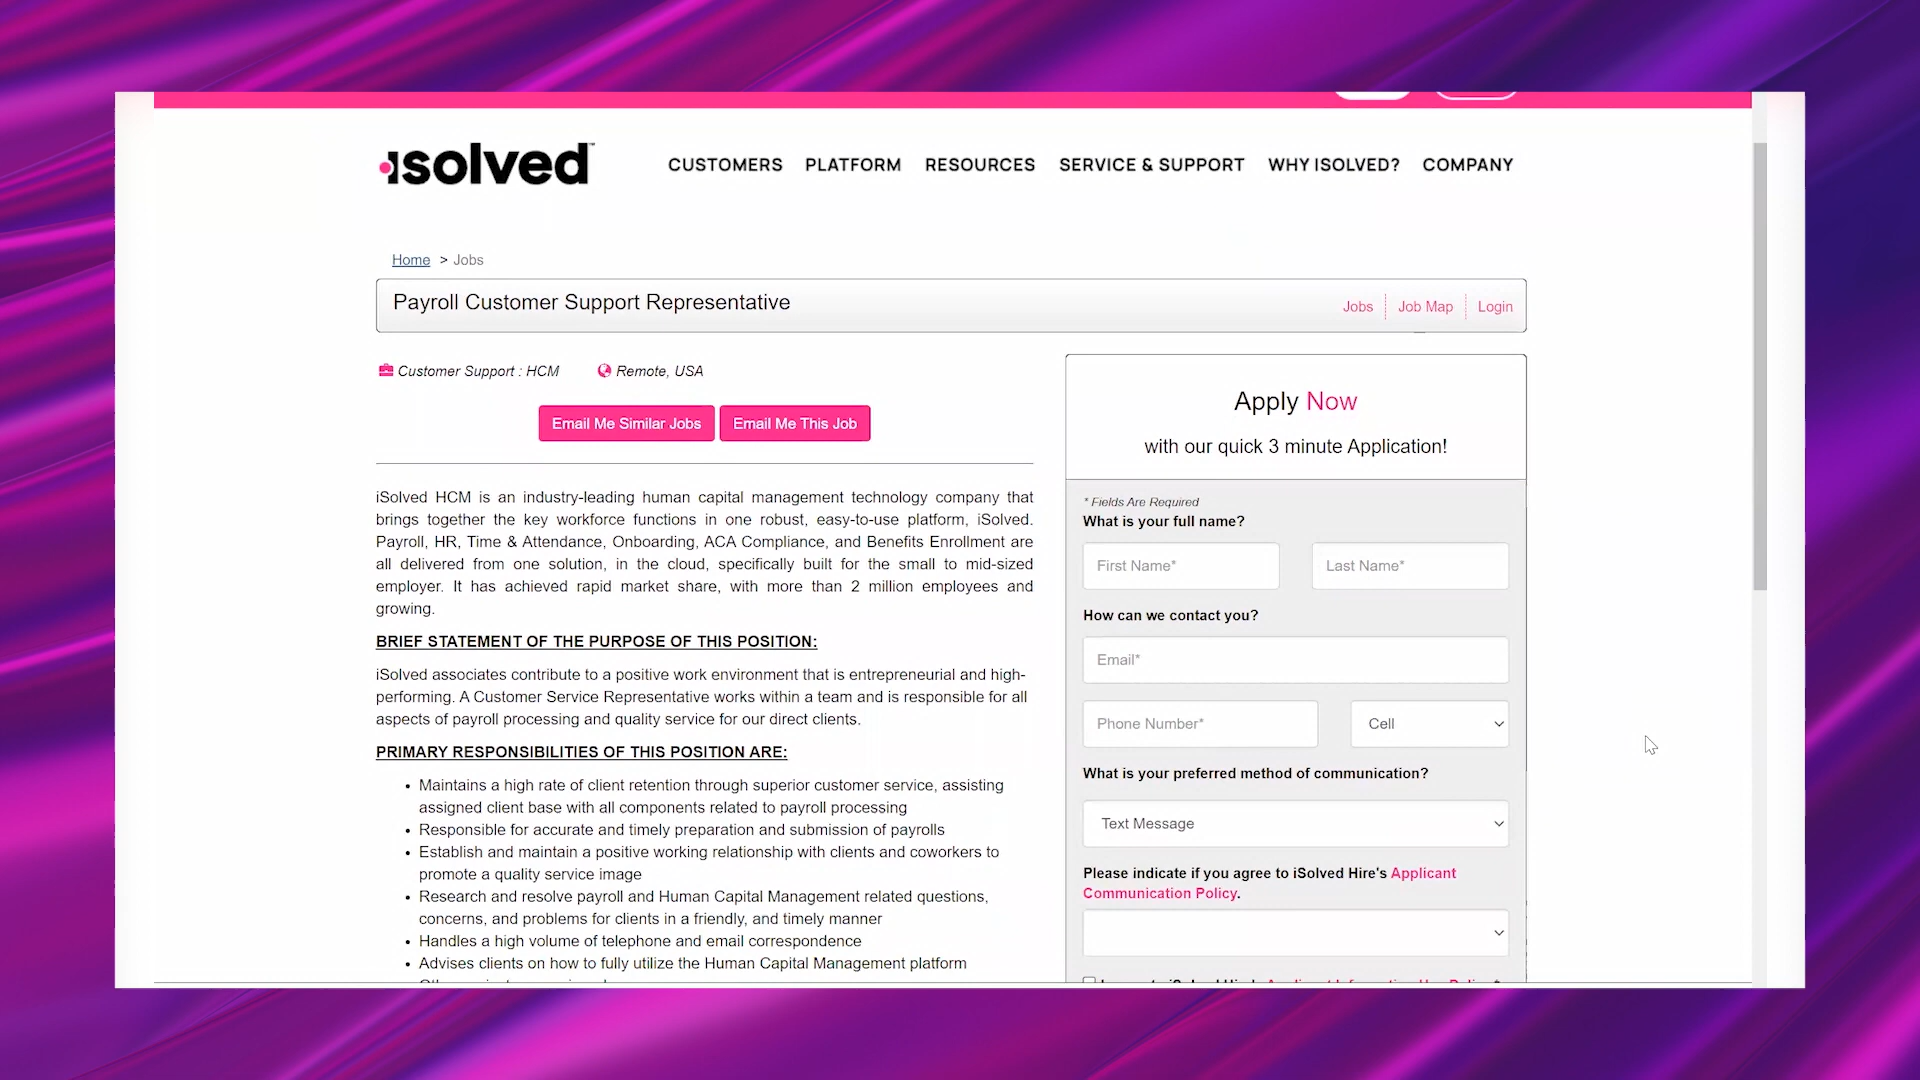 isolved™
CUSTOMERS PLATFORM RESOURCES SERVICE & SUPPORT WHY ISOLVED? COMPANY
Home > Jobs
Payroll Customer Support Representative
Jobs Job Map Login
Customer Support : HCM Remote, USA
Email Me Similar Jobs Email Me This Job
iSolved HCM is an industry-leading human capital management technology company that
brings together the key workforce functions in one robust, easy-to-use platform, iSolved.
Payroll, HR, Time & Attendance, Onboarding, ACA Compliance, and Benefits Enrollment are
all delivered from one solution, in the cloud, specifically built for the small to mid-sized
employer. It has achieved rapid market share, with more than 2 million employees and
growing.
BRIEF STATEMENT OF THE PURPOSE OF THIS POSITION:
iSolved associates contribute to a positive work environment that is entrepreneurial and high-
performing. A Customer Service Representative works within a team and is responsible for all
aspects of payroll processing and quality service for our direct clients.
PRIMARY RESPONSIBILITIES OF THIS POSITION ARE:
• Maintains a high rate of client retention through superior customer service, assisting
assigned client base with all components related to payroll processing
• Responsible for accurate and timely preparation and submission of payrolls
• Establish and maintain a positive working relationship with clients and coworkers to
promote a quality service image
• Research and resolve payroll and Human Capital Management related questions,
concerns, and problems for clients in a friendly, and timely manner
• Handles a high volume of telephone and email correspondence
• Advises clients on how to fully utilize the Human Capital Management platform
Apply Now
with our quick 3 minute Application!
* Fields Are Required
What is your full name?
First Name* Last Name*
How can we contact you?
Email*
Phone Number* Cell
What is your preferred method of communication?
Text Message
Please indicate if you agree to iSolved Hire's Applicant
Communication Policy.